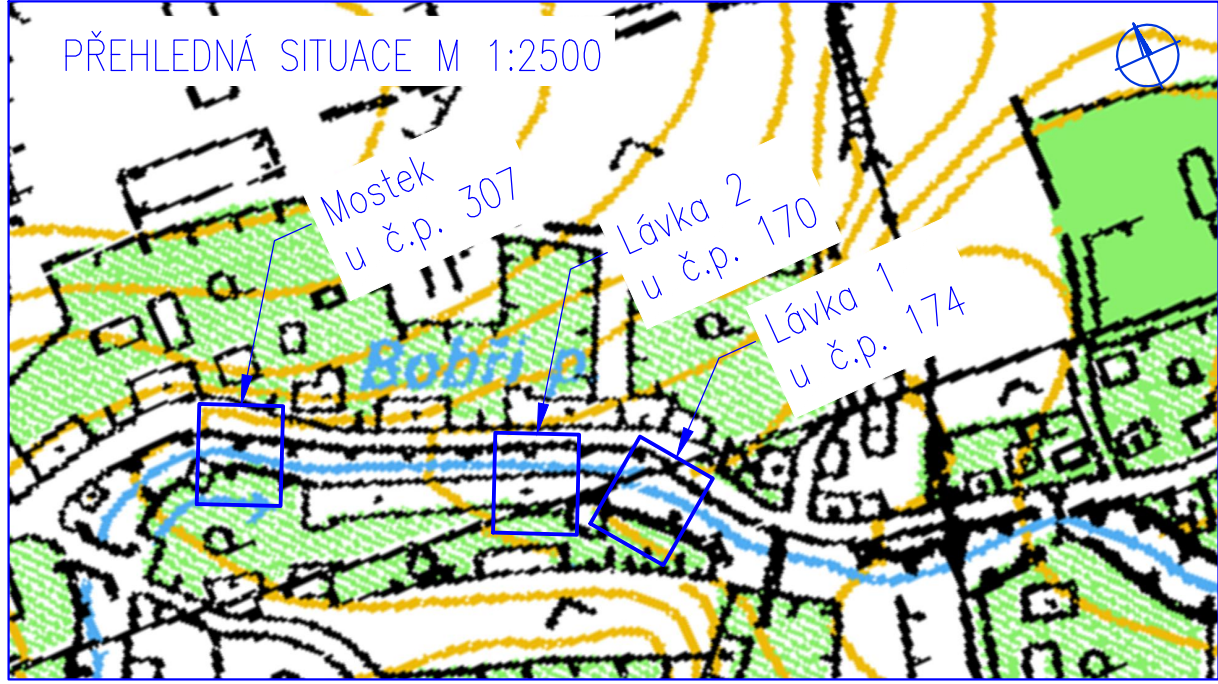 PŘEHLEDNÁ SITUACE M 1:2500
Mostek
u č.p. 307
Lávka 2
u č.p. 170
Lávka 1
u č.p. 174
Bobří p.